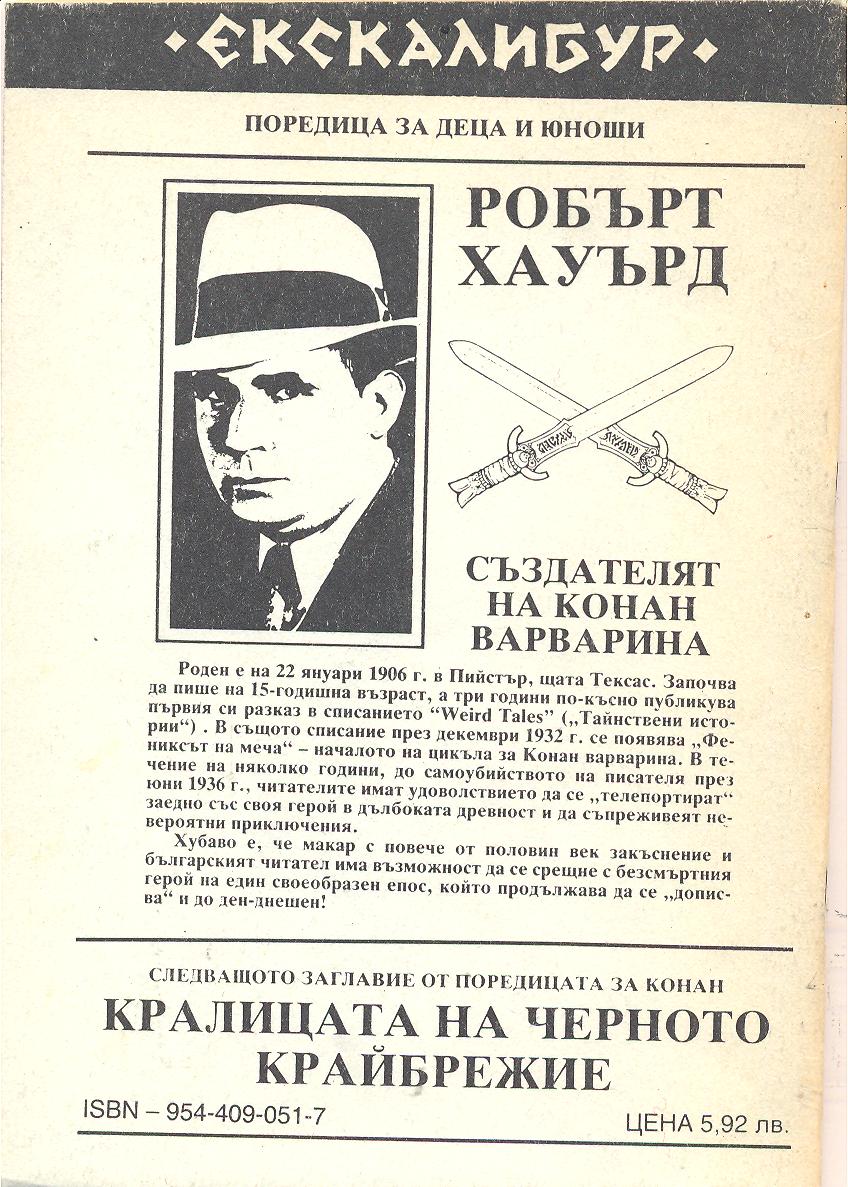 ·ЄКСКАЛИБУР·
ПОРЕДИЦА ЗА ДЕЦА И ЮНОШИ
РОБЪРТ
ХАУЪРД
СЪЗДАТЕЛЯТ
НА КОНАН
ВАРВАРИНА
Роден е на 22 януари 1906 г. в Пийстър, щата Тексас. Започва
да пише на 15-годишна възраст, а три години по-късно публикува
първия си разказ в списанието “Weird Tales” („Тайнствени исто-
рии“) . В същото списание през декември 1932 г. се появява „Фе-
никсът на меча“ – началото на цикъла за Конан варварина. В те-
чение на няколко години, до самоубийството на писателя през
юни 1936 г., читателите имат удоволствието да се „телепортират“
заедно със своя герой в дълбоката древност и да съпреживеят не-
вероятни приключения.
Хубаво е, че макар с повече от половин век закъснение и
българският читател има възможност да се срещне с безсмъртния
герой на един своеобразен епос, който продължава да се „допис-
ва“ и до ден-днешен!
СЛЕДВАЩОТО ЗАГЛАВИЕ ОТ ПОРЕДИЦАТА ЗА КОНАН
КРАЛИЦАТА НА ЧЕРНОТО
КРАЙБРЕЖИЕ
ISBN – 954-409-051-7
ЦЕНА 5,92 лв.